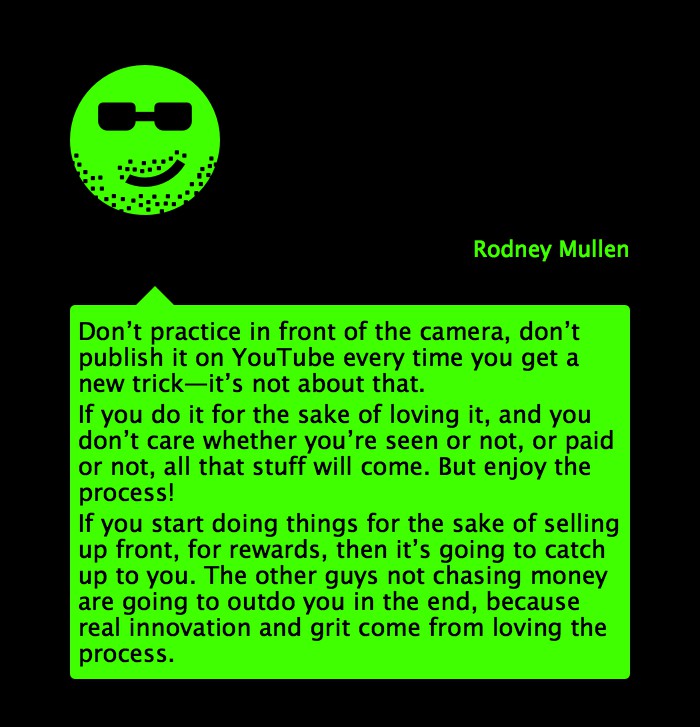 Rodney Mullen
Don’t practice in front of the camera, don’t
publish it on YouTube every time you get a
new trick—it’s not about that.
If you do it for the sake of loving it, and you
don’t care whether you’re seen or not, or paid
or not, all that stuff will come. But enjoy the
process!
If you start doing things for the sake of selling
up front, for rewards, then it’s going to catch
up to you. The other guys not chasing money
are going to outdo you in the end, because
real innovation and grit come from loving the
process.